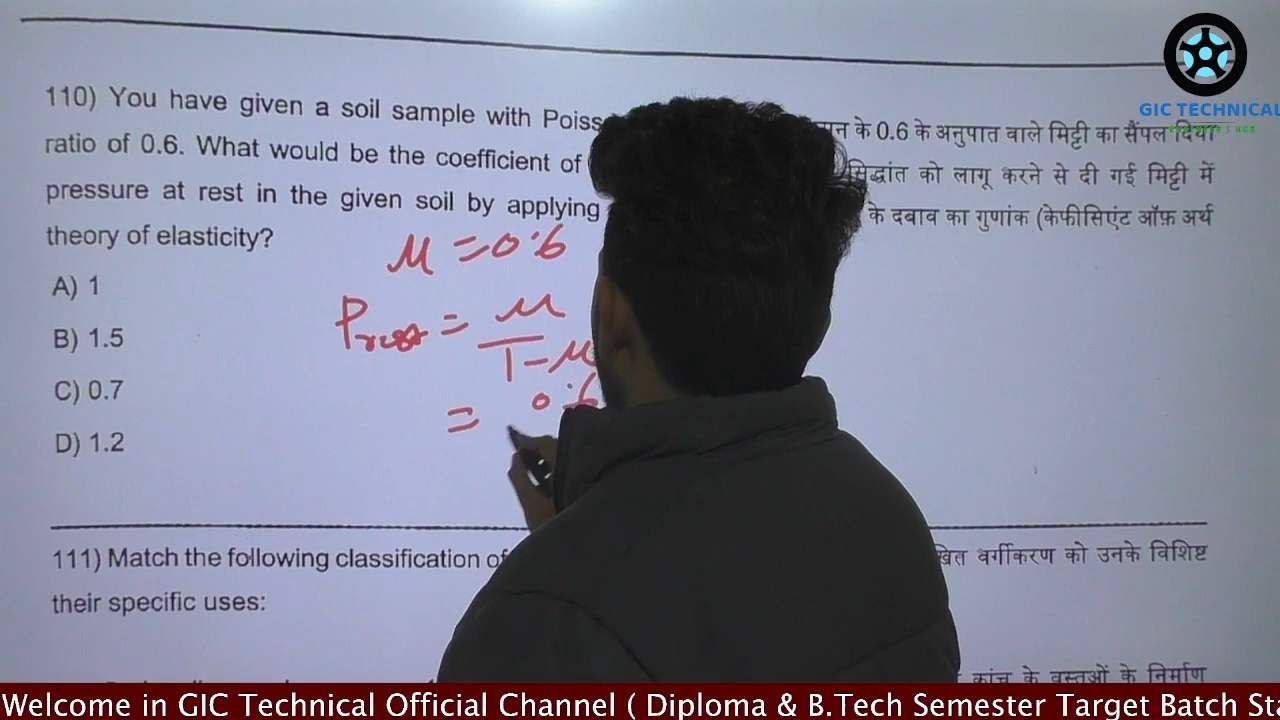 GIC TECHNICAL
110) You have given a soil sample with
के 0.6 के अनुपात वाले मिट्टी का सैंपल दिया
ratio of 0.6. What would be the coefficient of
को लागू करने से दी गई मिट्टी में
pressure at rest in the given soil by applying
के दबाव का गुणांक (केफीसिएंट ऑफ़ अर्थ
theory of elasticity?
μ = 0.6
A) 1
P rest = μ
B) 1.5
1 - μ
C) 0.7
= 0.6
D) 1.2
111) Match the following classification of
वर्गीकरण को उनके विशिष्ट
their specific uses:
कांच के वस्तुओं के निर्माण
Welcome in GIC Technical Official Channel ( Diploma & B.Tech Semester Target Batch